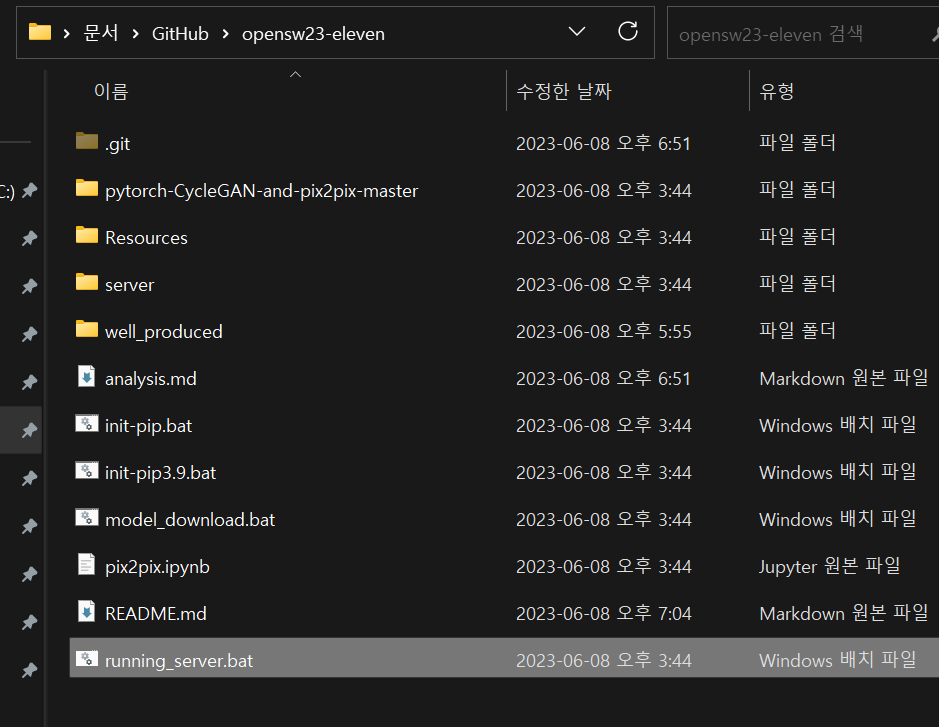 문서 GitHub opensw23-eleven opensw23-eleven 검색
이름 수정한 날짜 유형
.git 2023-06-08 오후 6:51 파일 폴더
C:) pytorch-CycleGAN-and-pix2pix-master 2023-06-08 오후 3:44 파일 폴더
Resources 2023-06-08 오후 3:44 파일 폴더
server 2023-06-08 오후 3:44 파일 폴더
well_produced 2023-06-08 오후 5:55 파일 폴더
analysis.md 2023-06-08 오후 6:51 Markdown 원본 파일
init-pip.bat 2023-06-08 오후 3:44 Windows 배치 파일
init-pip3.9.bat 2023-06-08 오후 3:44 Windows 배치 파일
model_download.bat 2023-06-08 오후 3:44 Windows 배치 파일
pix2pix.ipynb 2023-06-08 오후 3:44 Jupyter 원본 파일
README.md 2023-06-08 오후 7:04 Markdown 원본 파일
running_server.bat 2023-06-08 오후 3:44 Windows 배치 파일